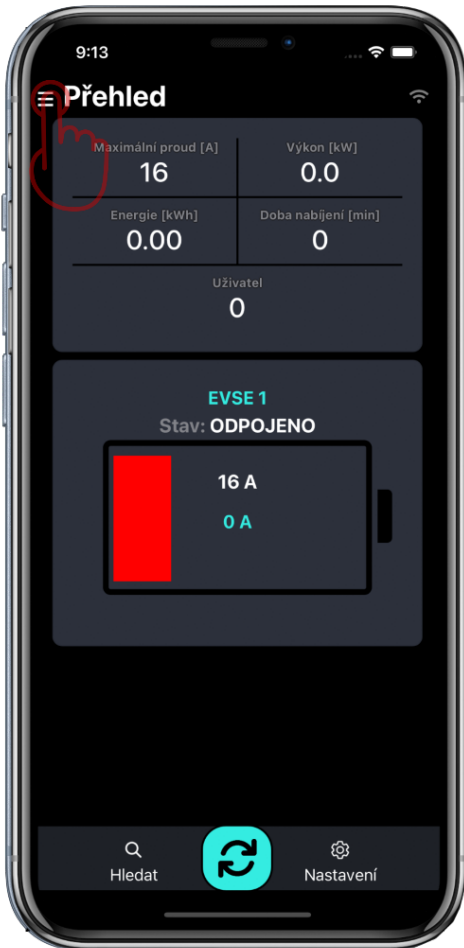 9:13
Přehled
Maximální proud [A]
Výkon [kW]
16
0.0
Energie [kWh]
Doba nabíjení [min]
0.00
0
Uživatel
0
EVSE 1
Stav: ODPOJENO
16 A
0 A
Hledat
Nastavení